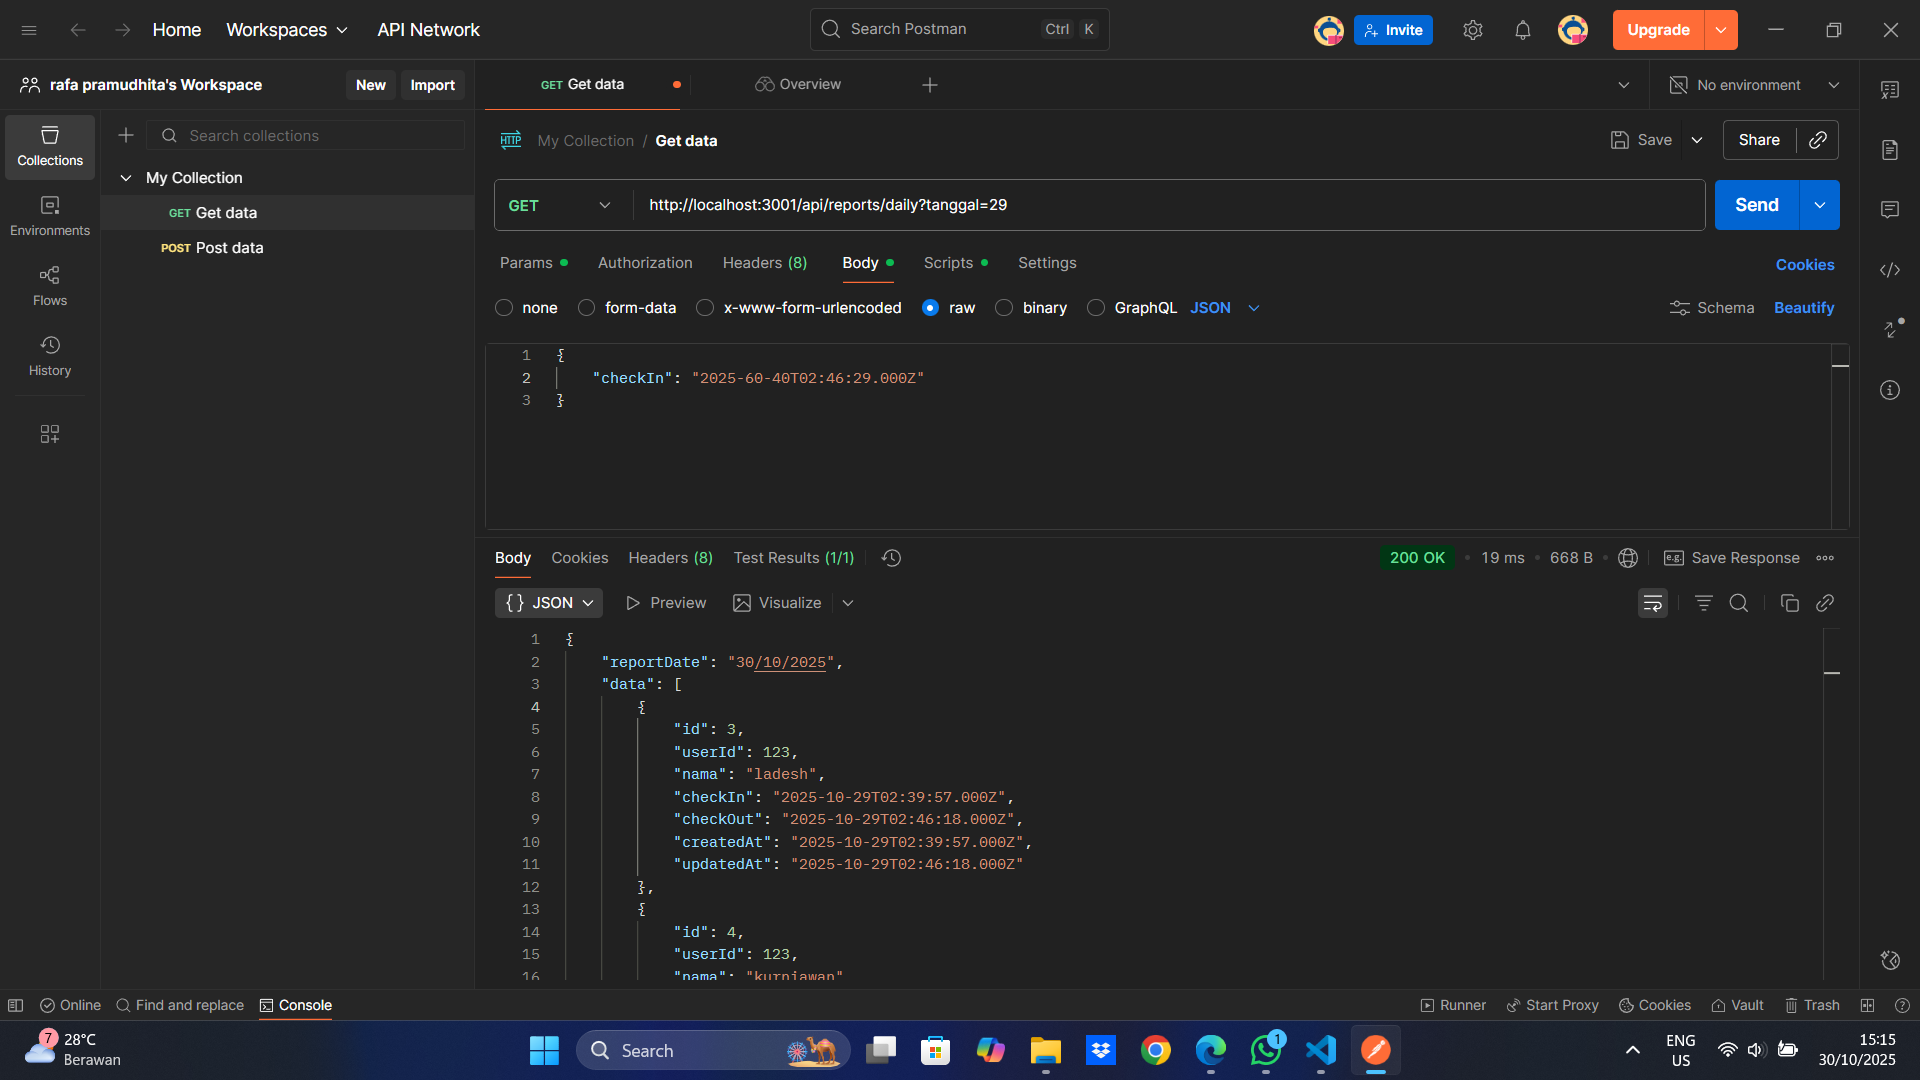 Home
Workspaces
API Network
Search Postman
Ctrl
K
Invite
Upgrade
rafa pramudhita's Workspace
New
Import
GET Get data
Overview
No environment
Collections
Environments
Flows
History
Search collections
My Collection
GET Get data
POST Post data
HTTP
My Collection / Get data
Save
Share
GET
http://localhost:3001/api/reports/daily?tanggal=29
Send
Params
Authorization
Headers (8)
Body
Scripts
Settings
Cookies
none
form-data
x-www-form-urlencoded
raw
binary
GraphQL
JSON
Schema
Beautify
1 {
2 "checkIn": "2025-60-40T02:46:29.000Z"
3 }
Body
Cookies
Headers (8)
Test Results (1/1)
200 OK
19 ms
668 B
e.g.
Save Response
{} JSON
Preview
Visualize
1 {
2 "reportDate": "30/10/2025",
3 "data": [
4 {
5 "id": 3,
6 "userId": 123,
7 "nama": "ladesh",
8 "checkIn": "2025-10-29T02:39:57.000Z",
9 "checkOut": "2025-10-29T02:46:18.000Z",
10 "createdAt": "2025-10-29T02:39:57.000Z",
11 "updatedAt": "2025-10-29T02:46:18.000Z"
12 },
13 {
14 "id": 4,
15 "userId": 123,
16 "nama": "kurniawan"
Online
Find and replace
Console
Runner
Start Proxy
Cookies
Vault
Trash
7
28°C
Berawan
Search
1
ENG
US
15:15
30/10/2025